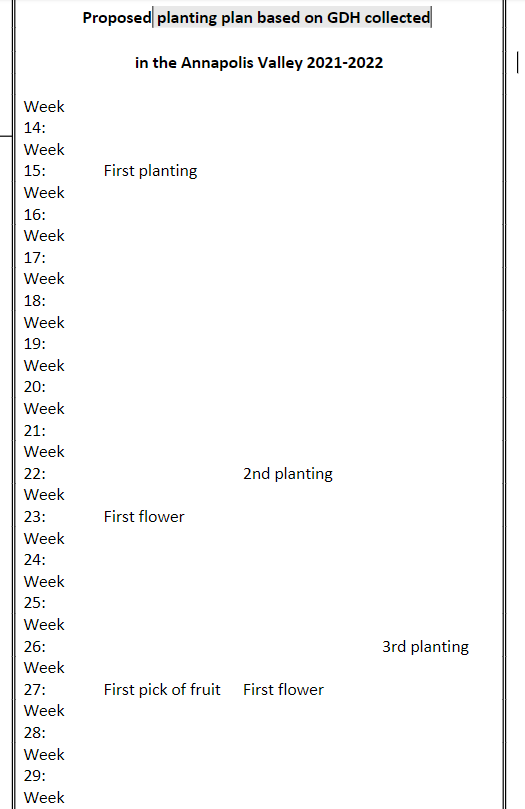 Proposed planting plan based on GDH collected
in the Annapolis Valley 2021-2022
Week
14:
Week
15: First planting
Week
16:
Week
17:
Week
18:
Week
19:
Week
20:
Week
21:
Week
22: 2nd planting
Week
23: First flower
Week
24:
Week
25:
Week
26: 3rd planting
Week
27: First pick of fruit First flower
Week
28:
Week
29:
Week